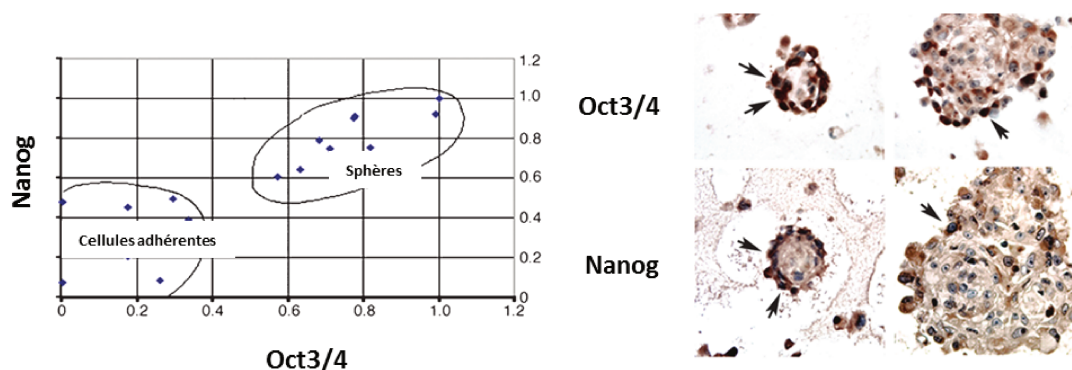 Nanog
1.2
1.0
0.8
0.6
0.4
0.2
0
Sphères
Cellules adhérentes
0 0.2 0.4 0.6 0.8 1.0 1.2
Oct3/4
Oct3/4
Nanog